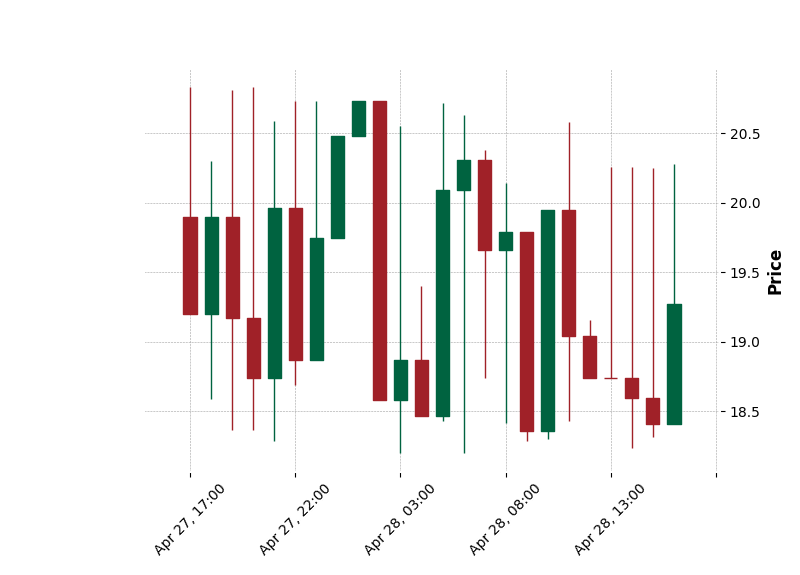 20.5
20.0
19.5
19.0
18.5
Price
Apr 27, 17:00
Apr 27, 22:00
Apr 28, 03:00
Apr 28, 08:00
Apr 28, 13:00